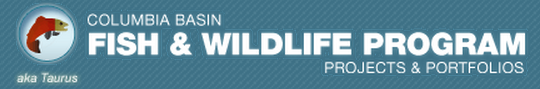 COLUMBIA BASIN
FISH & WILDLIFE PROGRAM
PROJECTS & PORTFOLIOS
aka Taurus